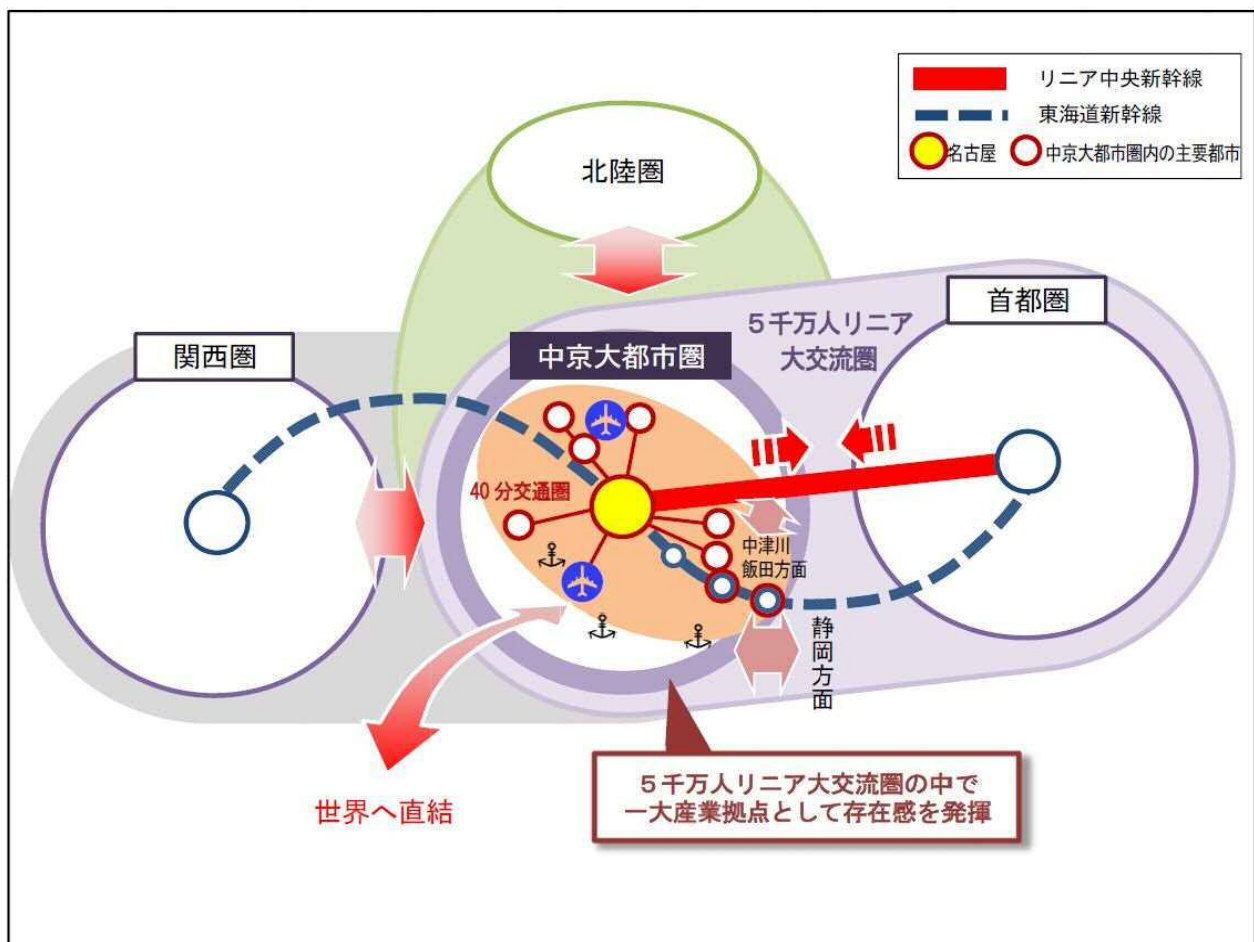 リニア中央新幹線
東海道新幹線
名古屋 中京大都市圏内の主要都市
北陸圏
首都圏
5千万人リニア
大交流圏
関西圏
中京大都市圏
40分交通圏
中津川
飯田方面
静岡方面
世界へ直結
5千万人リニア大交流圏の中で
一大産業拠点として存在感を発揮